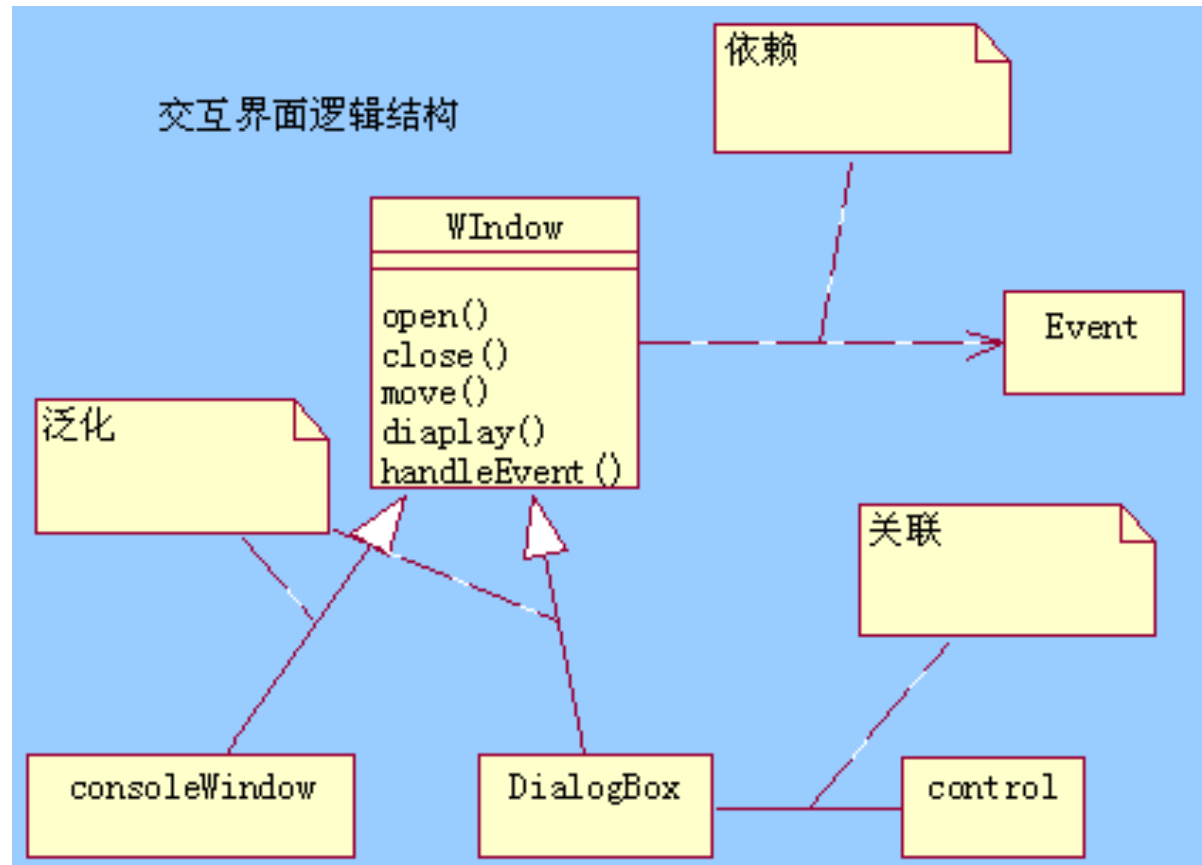 依赖
交互界面逻辑结构
WIndow
open()
close()
move()
diaplay()
handleEvent()
Event
泛化
关联
consoleWindow
DialogBox
control